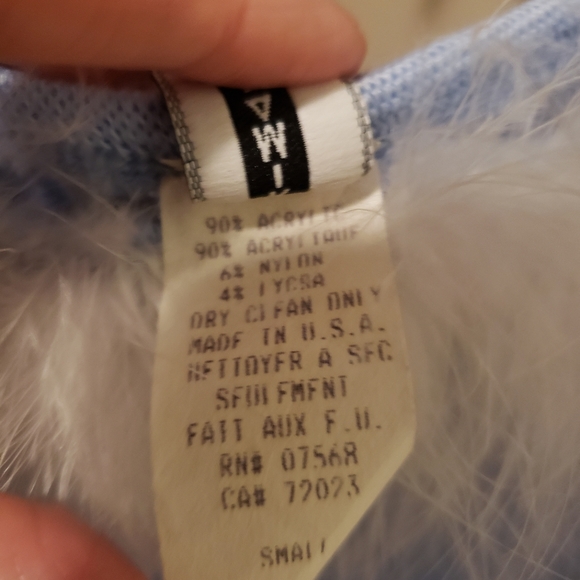 90% ACRYLIC
90% ACRYLIQUE
6% NYLON
4% LYCRA
DRY CLEAN ONLY
MADE IN U.S.A.
NETTOYER A SEC
SEULEMENT
FAIT AUX E.U.
RN# 07568
CA# 72023
SMALL